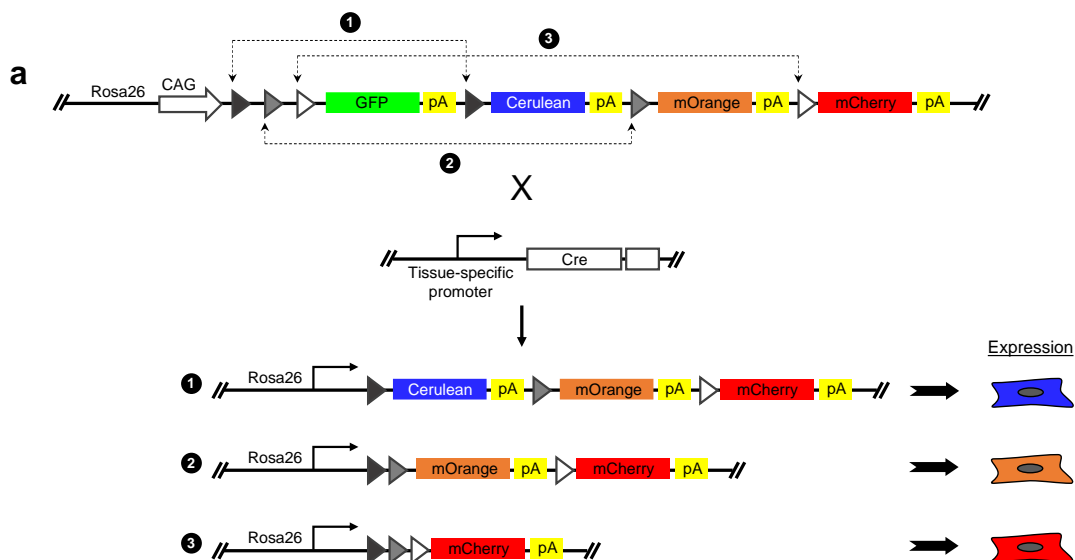 1
3
a
Rosa26 CAG GFP pA Cerulean pA mOrange pA mCherry pA
2
X
Cre
Tissue-specific
promoter
Expression
1 Rosa26 Cerulean pA mOrange pA mCherry pA
2 Rosa26 mOrange pA mCherry pA
3 Rosa26 mCherry pA